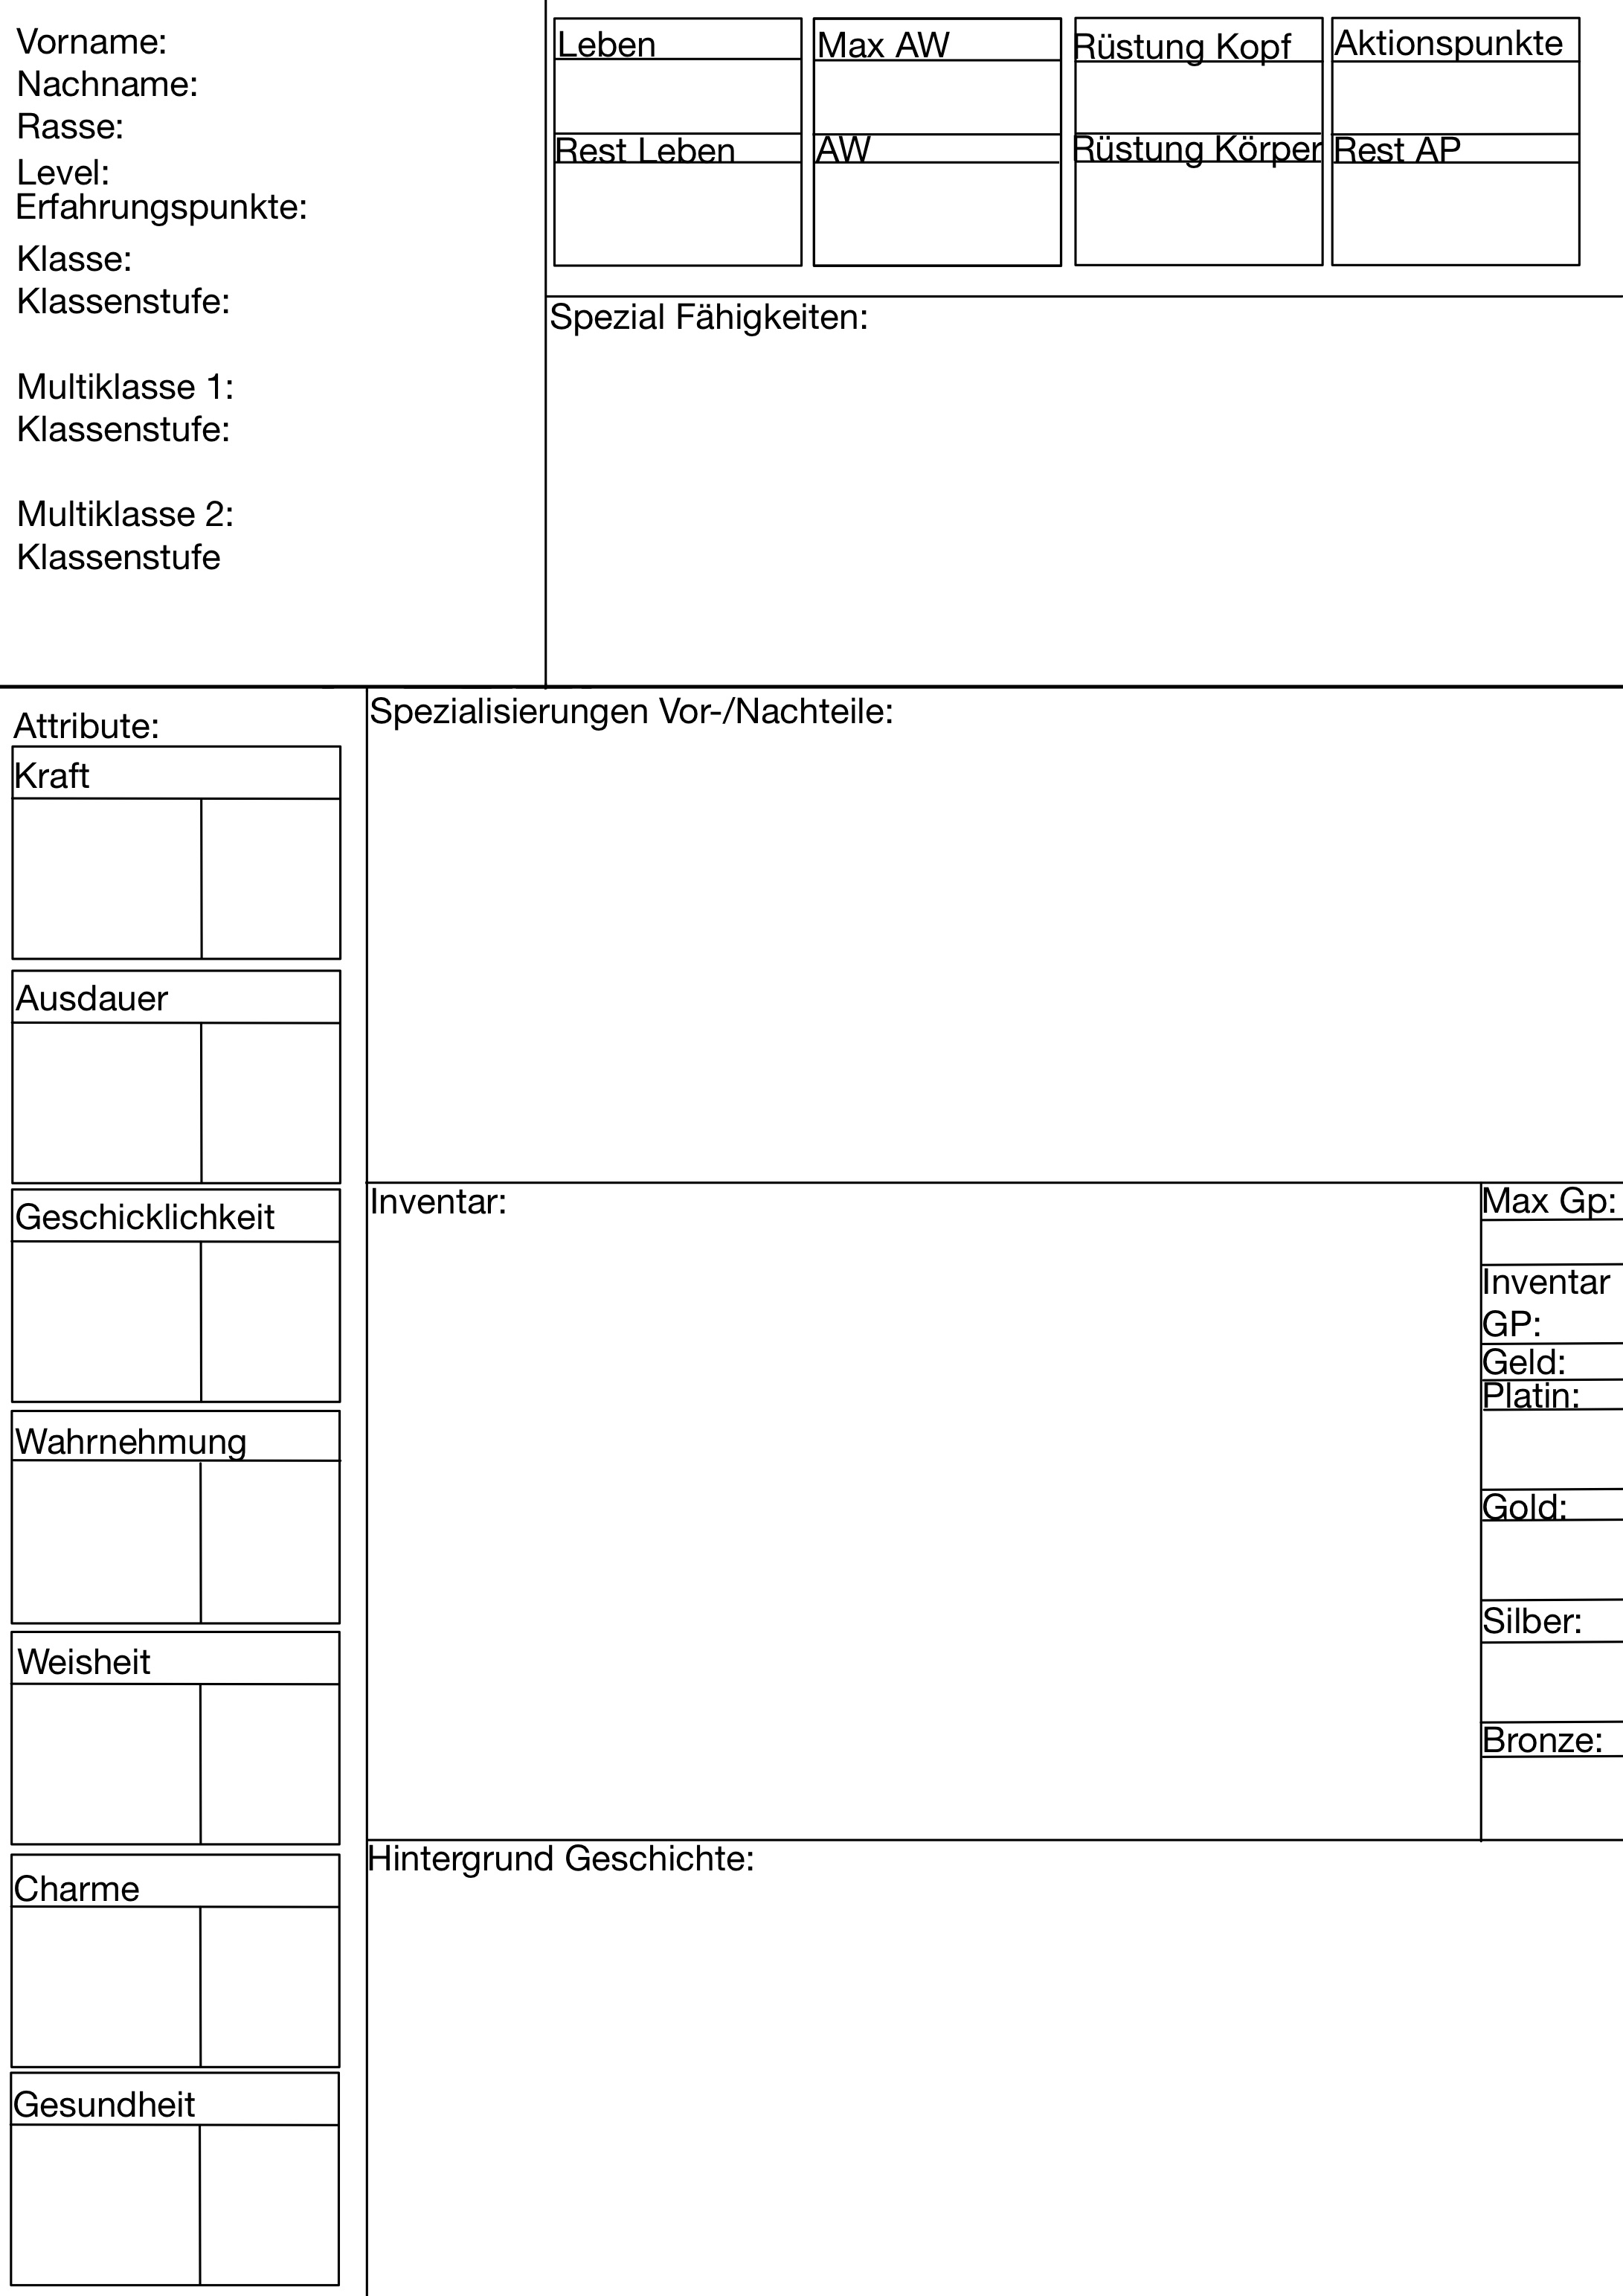 Vorname:
Nachname:
Rasse:
Level:
Erfahrungspunkte:
Klasse:
Klassenstufe:
Multiklasse 1:
Klassenstufe:
Multiklasse 2:
Klassenstufe
Leben
Max AW
Rüstung Kopf
Aktionspunkte
Rest Leben
AW
Rüstung Körper
Rest AP
Spezial Fähigkeiten:
Attribute:
Kraft
Ausdauer
Geschicklichkeit
Wahrnehmung
Weisheit
Charme
Gesundheit
Spezialisierungen Vor-/Nachteile:
Inventar:
Max Gp:
Inventar
GP:
Geld:
Platin:
Gold:
Silber:
Bronze:
Hintergrund Geschichte: